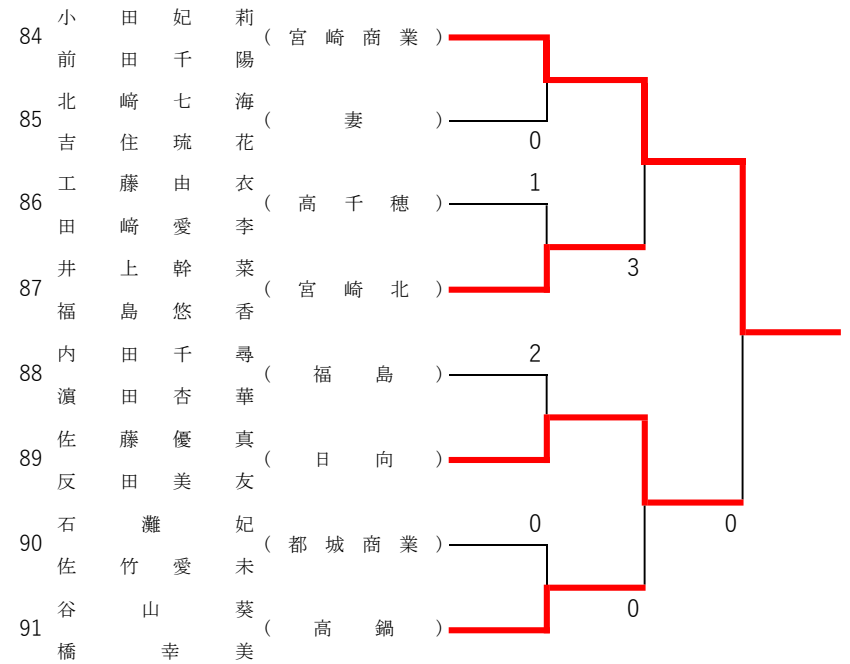 小田妃莉
84 (宮崎商業)
前田千陽
北﨑七海
85 (妻)
0
吉住琉花
工藤由衣
1
86 (高千穂)
田﨑愛李
井上幹菜
3
87 (宮崎北)
福島悠香
内田千尋
2
88 (福島)
濵田杏華
佐藤優真
89 (日向)
反田美友
石灘妃
0
0
90 (都城商業)
佐竹愛未
谷山葵
0
91 (高鍋)
橋幸美